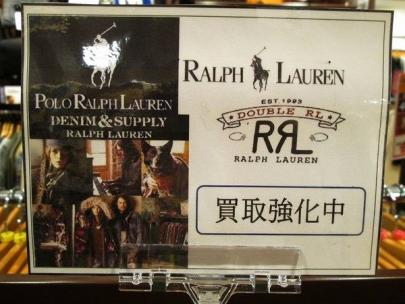 POLO RALPH LAUREN
DENIM & SUPPLY
RALPH LAUREN
RALPH LAUREN
EST. 1993
DOUBLE RL
RRL
RALPH LAUREN
買取強化中